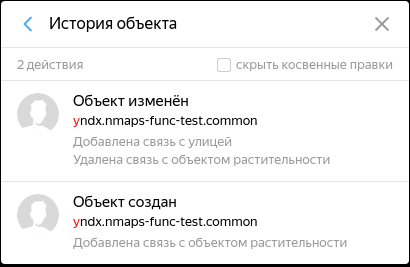 История объекта
2 действия
скрыть косвенные правки
Объект изменён
yndx.nmaps-func-test.common
Добавлена связь с улицей
Удалена связь с объектом растительности
Объект создан
yndx.nmaps-func-test.common
Добавлена связь с объектом растительности